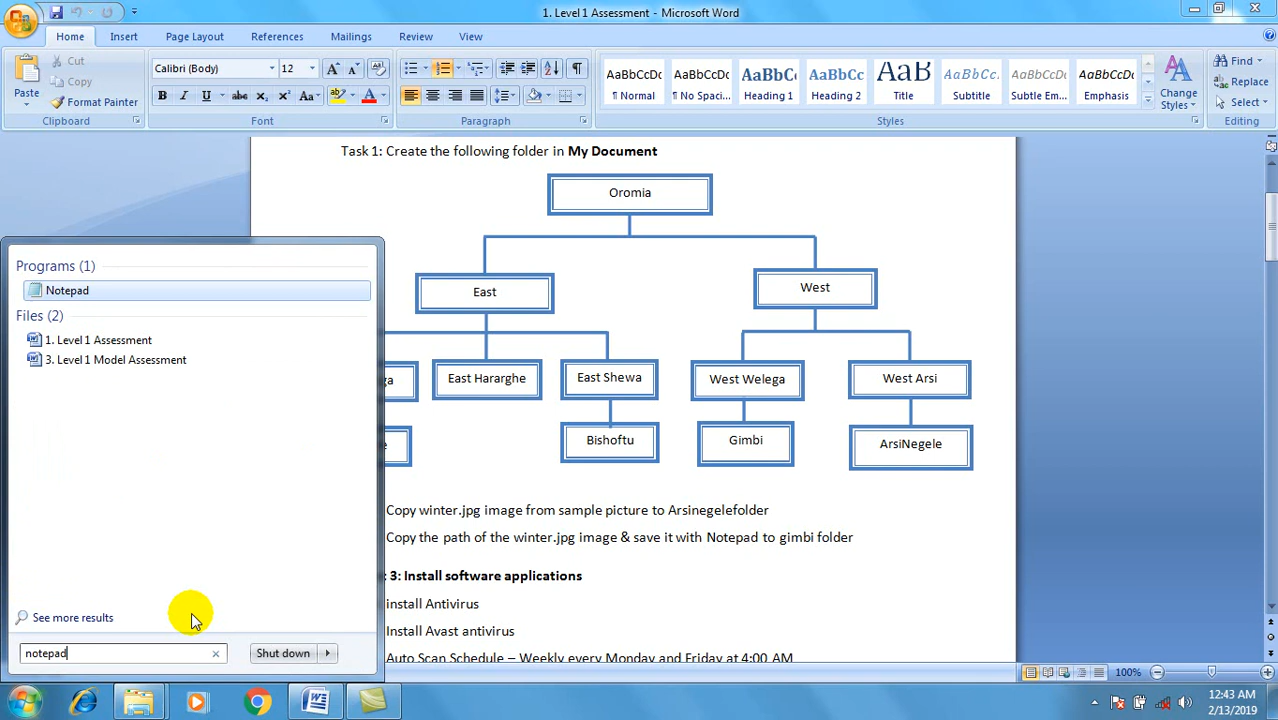 1. Level 1 Assessment - Microsoft Word
Home Insert Page Layout References Mailings Review View
Paste
Cut
Copy
Format Painter
Clipboard
Calibri (Body) 12
B I U abc X₂ X² Aa
Font
Paragraph
AaBbCcDc AaBbCcDc AaBbCc AaBbCc AaB AaBbCc. AaBbCcDc AaBbCcDc
¶ Normal ¶ No Spaci... Heading 1 Heading 2 Title Subtitle Subtle Em... Emphasis
Change
Styles
Styles
Find
Replace
Select
Editing
Task 1: Create the following folder in My Document
Oromia
East West
East Hararghe East Shewa West Welega West Arsi
Bishoftu Gimbi ArsiNegele
Copy winter.jpg image from sample picture to Arsinegelefolder
Copy the path of the winter.jpg image & save it with Notepad to gimbi folder
3: Install software applications
install Antivirus
Install Avast antivirus
Auto Scan Schedule – Weekly every Monday and Friday at 4:00 AM
Programs (1)
Notepad
Files (2)
1. Level 1 Assessment
3. Level 1 Model Assessment
See more results
notepad
Shut down
100%
12:43 AM
2/13/2019